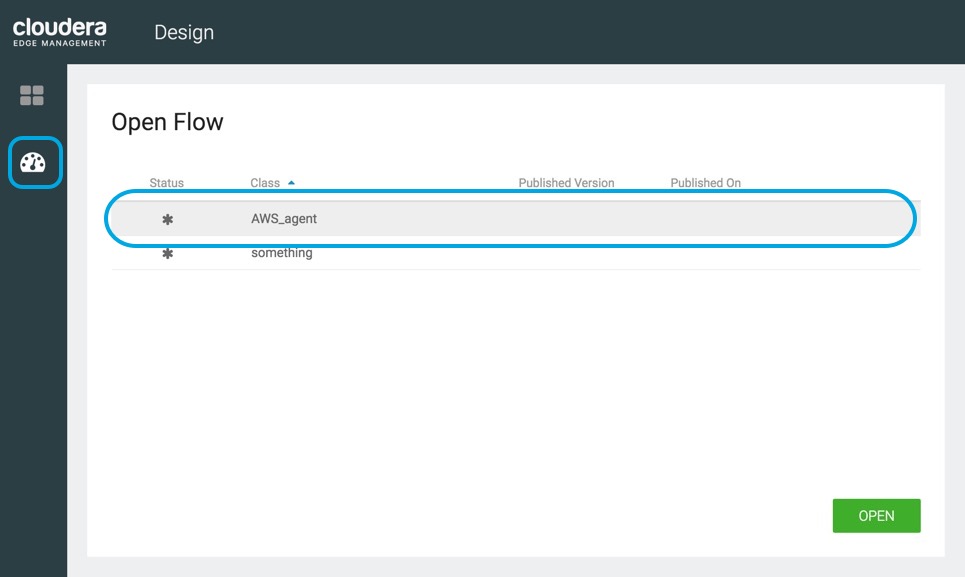 cloudera
EDGE MANAGEMENT
Design
Open Flow
Status Class Published Version Published On
* AWS_agent
* something
OPEN